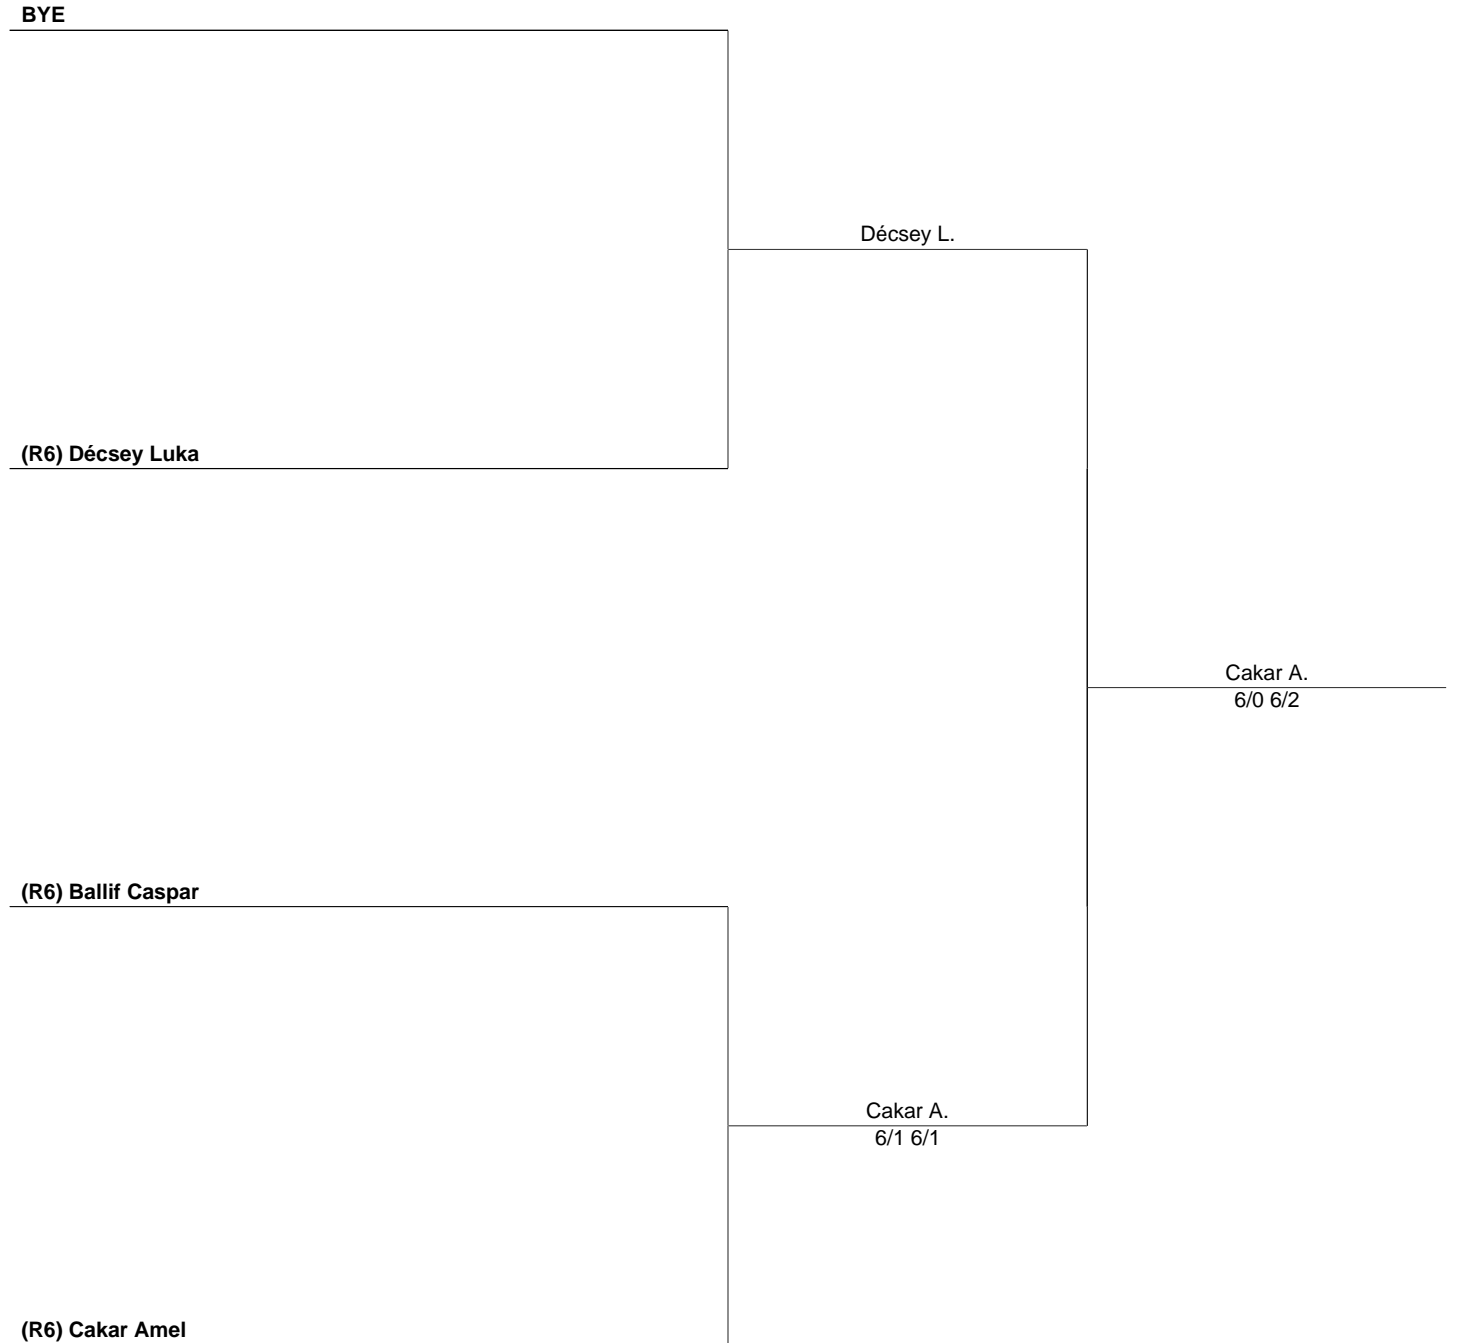 BYE
Décsey L.
(R6) Décsey Luka
Cakar A.
6/0 6/2
(R6) Ballif Caspar
Cakar A.
6/1 6/1
(R6) Cakar Amel